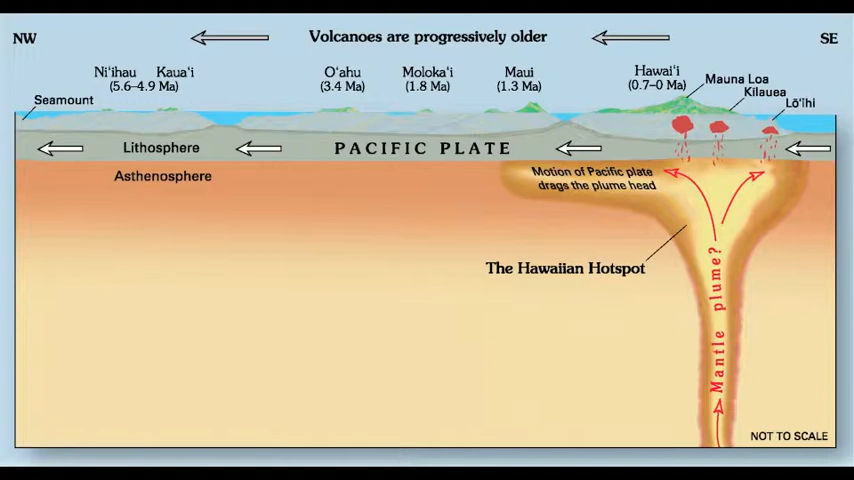 NW
Volcanoes are progressively older
SE
Ni'ihau
Kaua'i
(5.6–4.9 Ma)
O'ahu
(3.4 Ma)
Moloka'i
(1.8 Ma)
Maui
(1.3 Ma)
Hawai'i
(0.7–0 Ma)
Mauna Loa
Kilauea
Lō'ihi
Seamount
Lithosphere
PACIFIC PLATE
Asthenosphere
Motion of Pacific plate
drags the plume head
The Hawaiian Hotspot
Mantle plume?
NOT TO SCALE